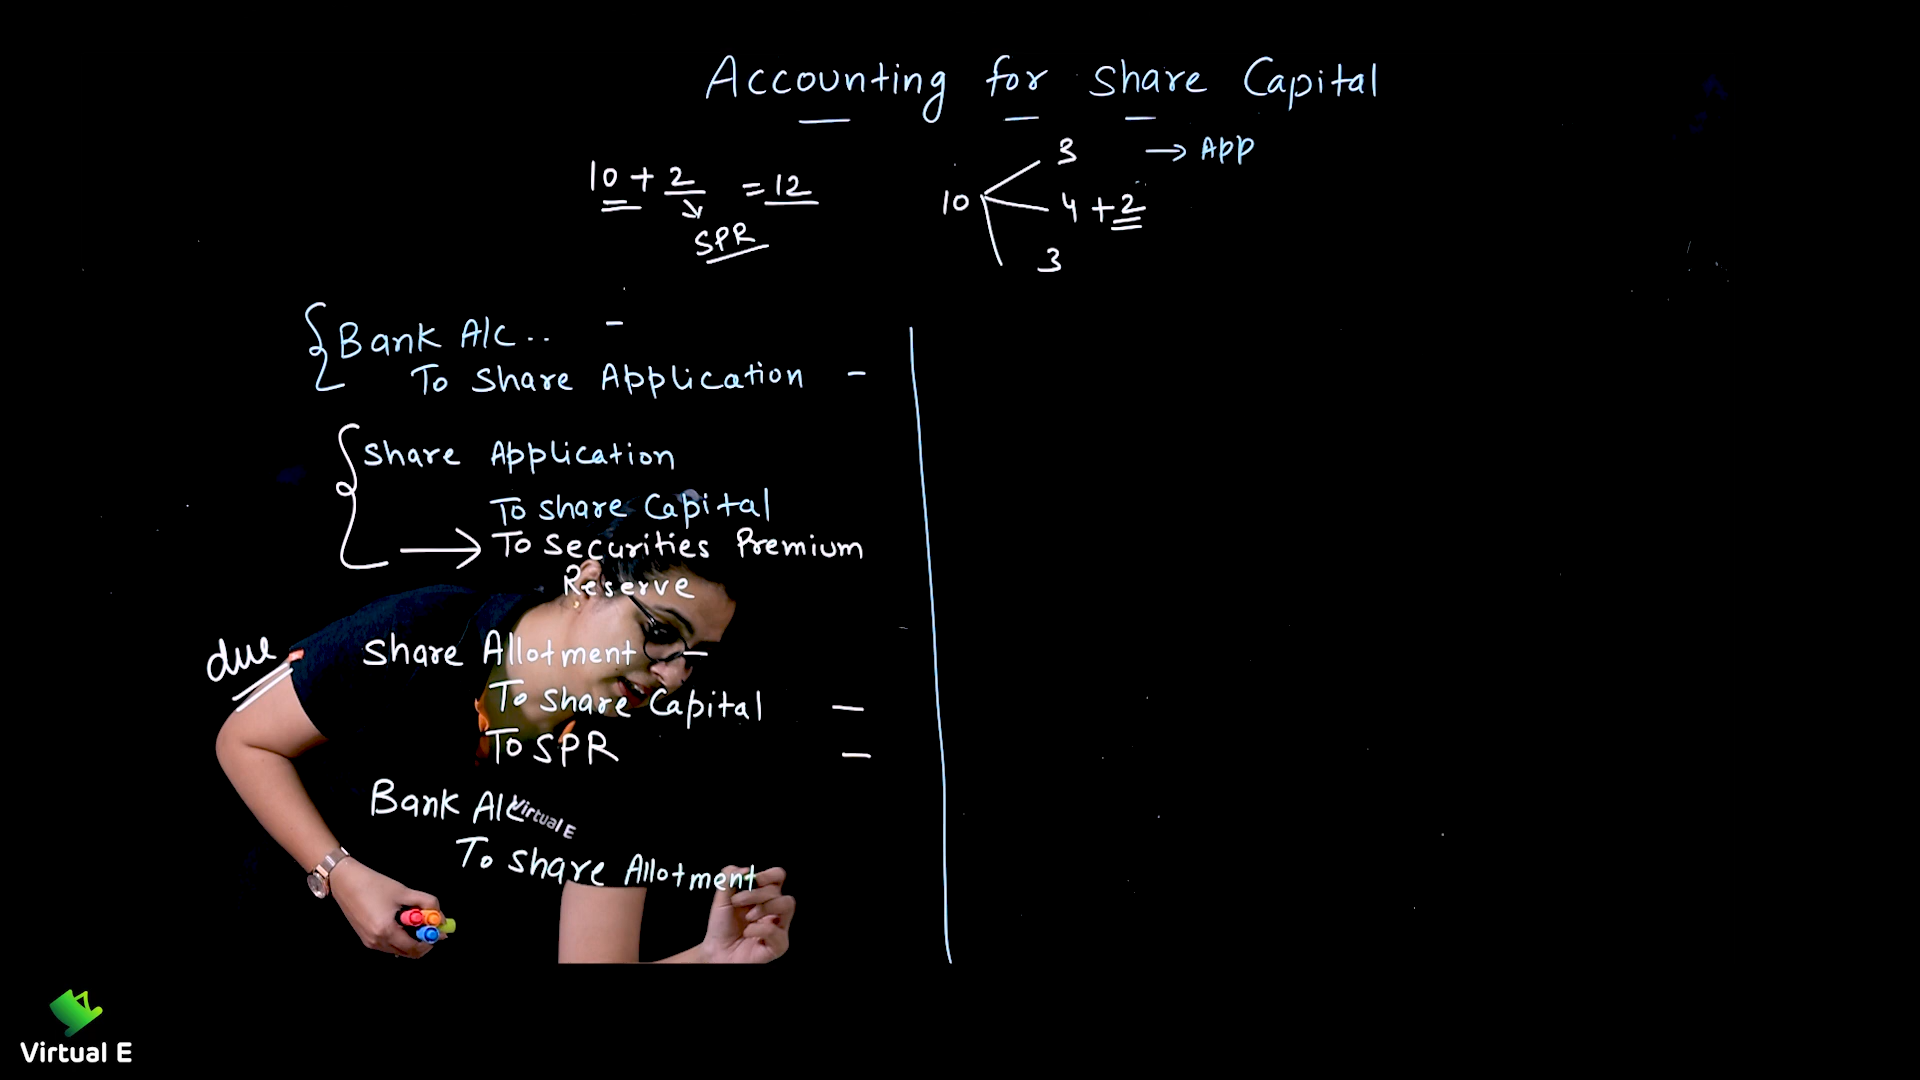 Accounting for Share Capital
10 + 2 = 12
SPR
3 → App
10 4 + 2
3
Bank A/c .. -
To Share Application -
Share Application
To Share Capital
→ To Securities Premium
Reserve
due Share Allotment -
To Share Capital -
To SPR -
Bank A/c
Virtual E
To Share Allotment
Virtual E